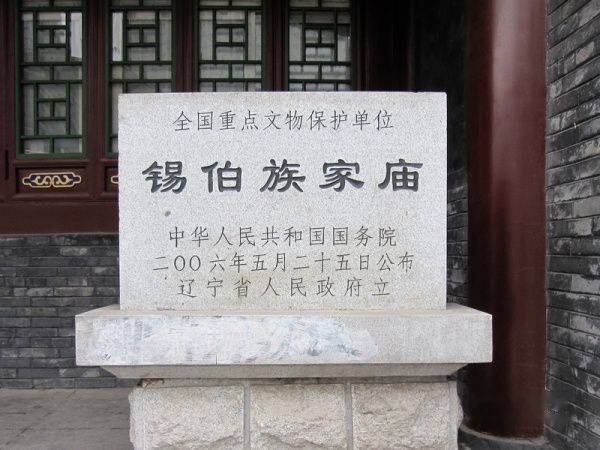 全国重点文物保护单位
锡伯族家庙
中华人民共和国国务院
二〇〇六年五月二十五日公布
辽宁省人民政府立